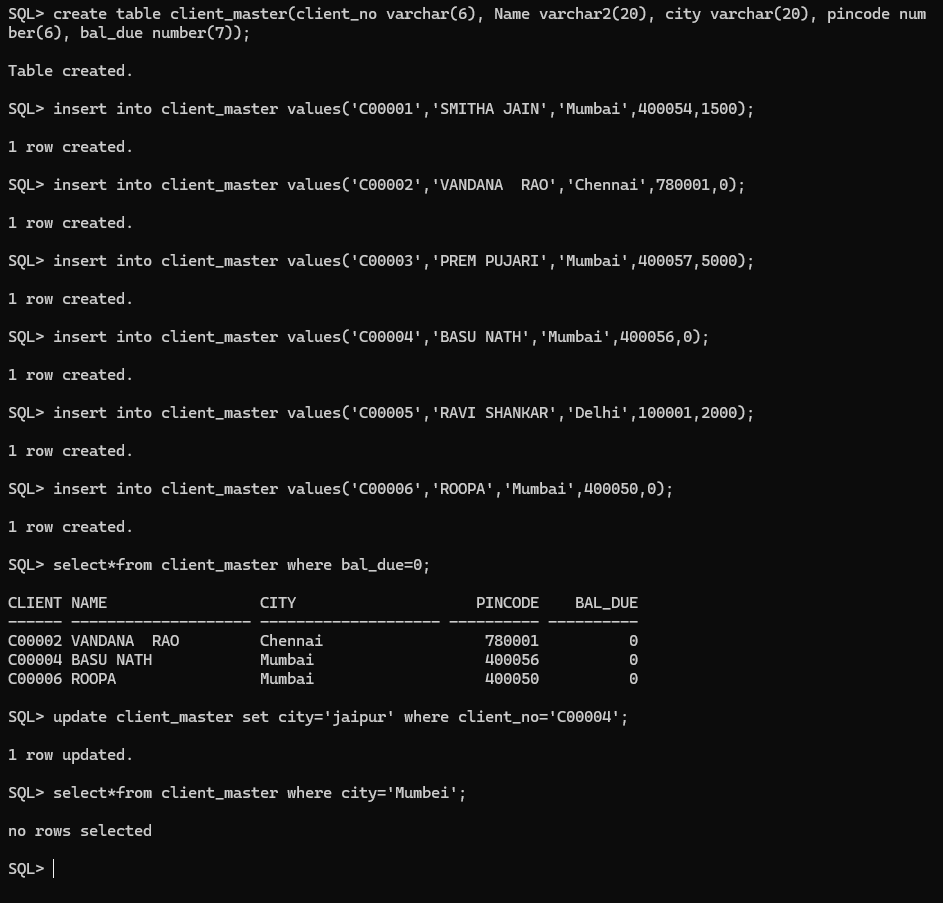 SQL> create table client_master(client_no varchar(6), Name varchar2(20), city varchar(20), pincode num
ber(6), bal_due number(7));
Table created.
SQL> insert into client_master values('C00001','SMITHA JAIN','Mumbai',400054,1500);
1 row created.
SQL> insert into client_master values('C00002','VANDANA  RAO','Chennai',780001,0);
1 row created.
SQL> insert into client_master values('C00003','PREM PUJARI','Mumbai',400057,5000);
1 row created.
SQL> insert into client_master values('C00004','BASU NATH','Mumbai',400056,0);
1 row created.
SQL> insert into client_master values('C00005','RAVI SHANKAR','Delhi',100001,2000);
1 row created.
SQL> insert into client_master values('C00006','ROOPA','Mumbai',400050,0);
1 row created.
SQL> select*from client_master where bal_due=0;
CLIENT NAME                 CITY                    PINCODE    BAL_DUE
------ -------------------- -------------------- ---------- ----------
C00002 VANDANA  RAO         Chennai                  780001          0
C00004 BASU NATH            Mumbai                   400056          0
C00006 ROOPA                Mumbai                   400050          0
SQL> update client_master set city='jaipur' where client_no='C00004';
1 row updated.
SQL> select*from client_master where city='Mumbei';
no rows selected
SQL>